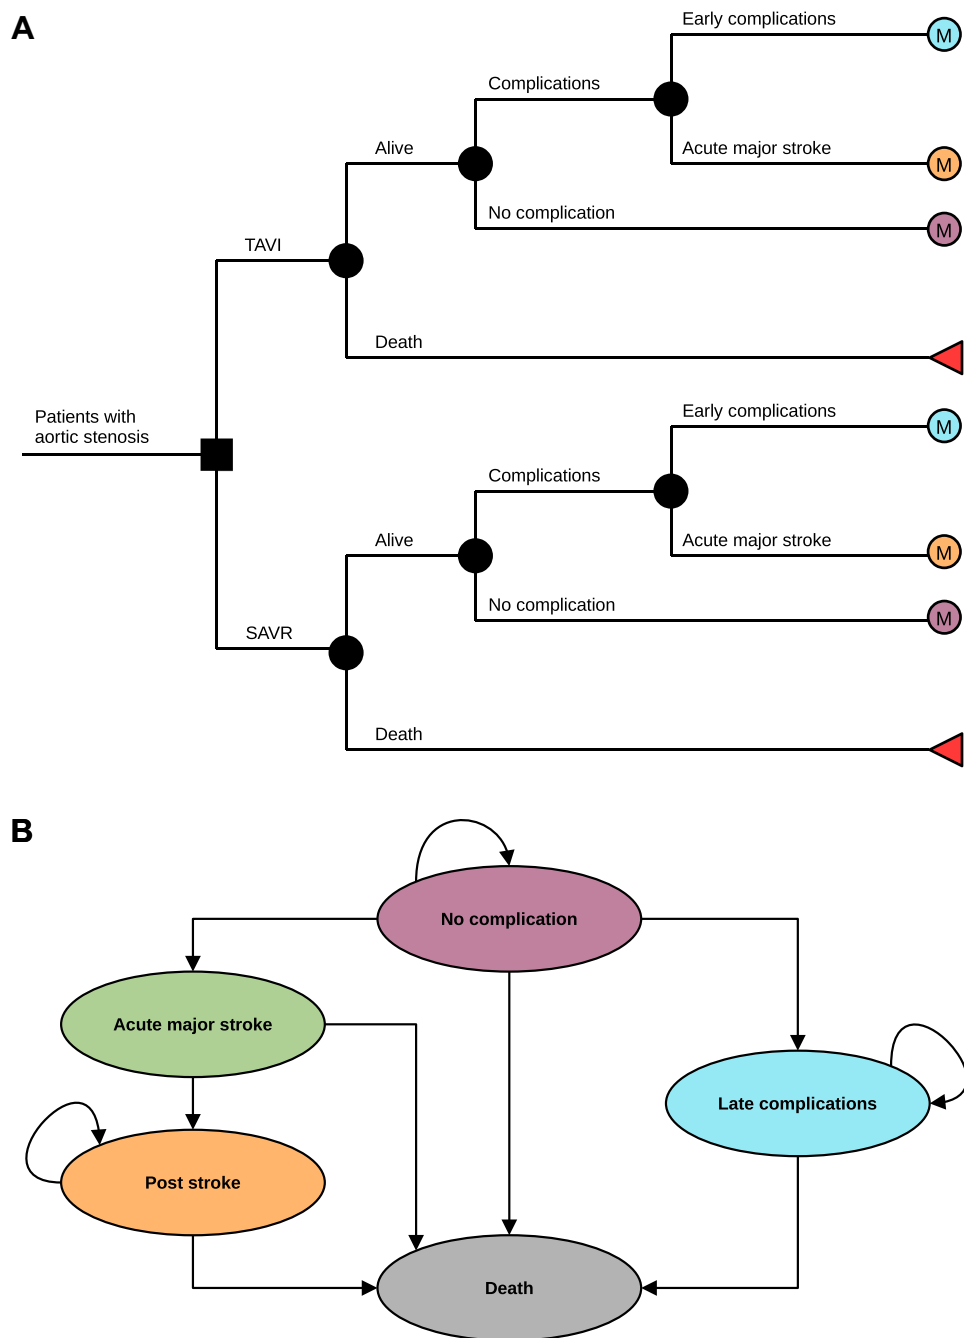 A
Early complications
M
Complications
Acute major stroke
M
Alive
No complication
M
TAVI
Death
Patients with
aortic stenosis
Early complications
M
Complications
Acute major stroke
M
Alive
No complication
M
SAVR
Death
B
No complication
Acute major stroke
Late complications
Post stroke
Death